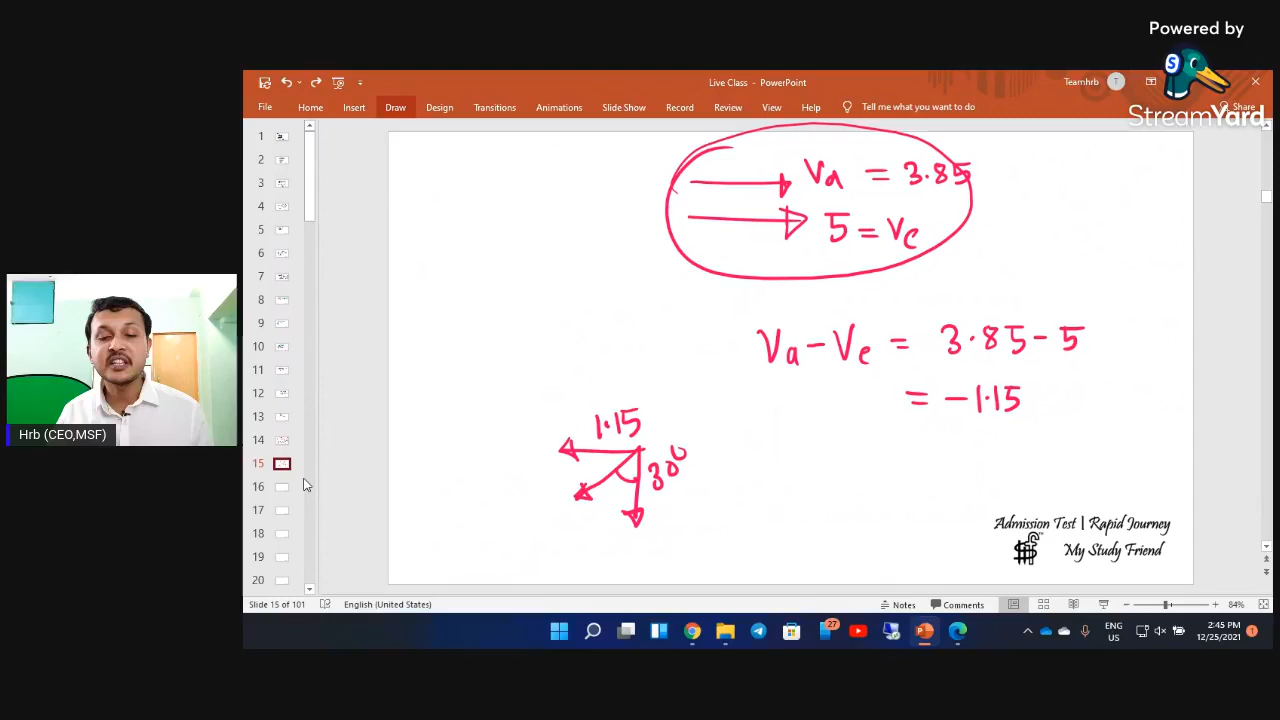 Powered by
StreamYard
Live Class - PowerPoint
Teamhrb
T
File
Home
Insert
Draw
Design
Transitions
Animations
Slide Show
Record
Review
View
Help
Tell me what you want to do
Share
1
2
3
4
5
6
7
8
9
10
11
12
13
14
15
16
17
18
19
20
Va = 3.85
5 = Ve
Va - Ve = 3.85 - 5
= -1.15
1.15
30°
Hrb (CEO,MSF)
Admission Test | Rapid Journey
My Study Friend
Slide 15 of 101
English (United States)
Notes
Comments
84%
27
ENG
US
2:45 PM
12/25/2021
1